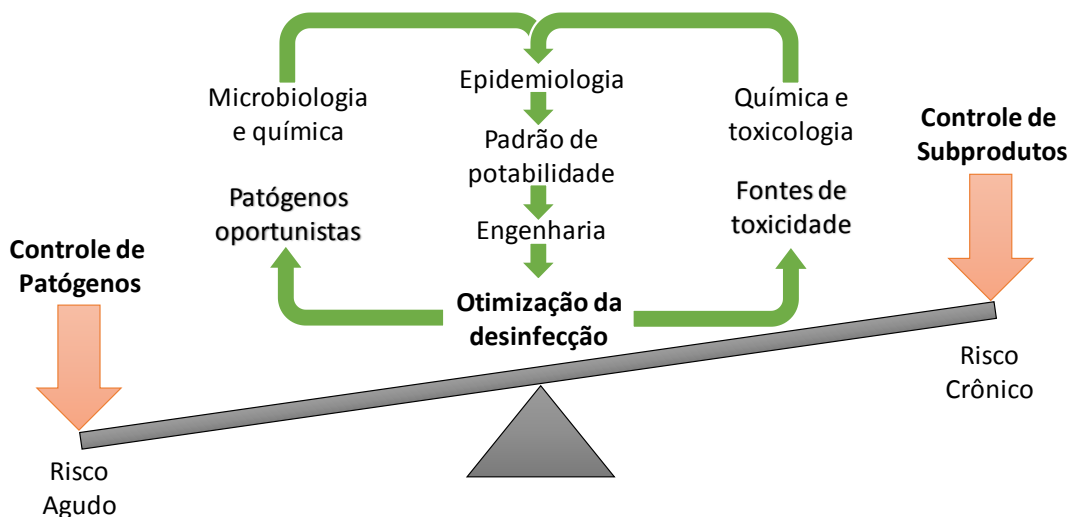 Microbiologia
e química
Epidemiologia
Química e
toxicologia
Controle de
Subprodutos
Padrão de
potabilidade
Patógenos
oportunistas
Fontes de
toxicidade
Engenharia
Controle de
Patógenos
Otimização da
desinfecção
Risco
Crônico
Risco
Agudo